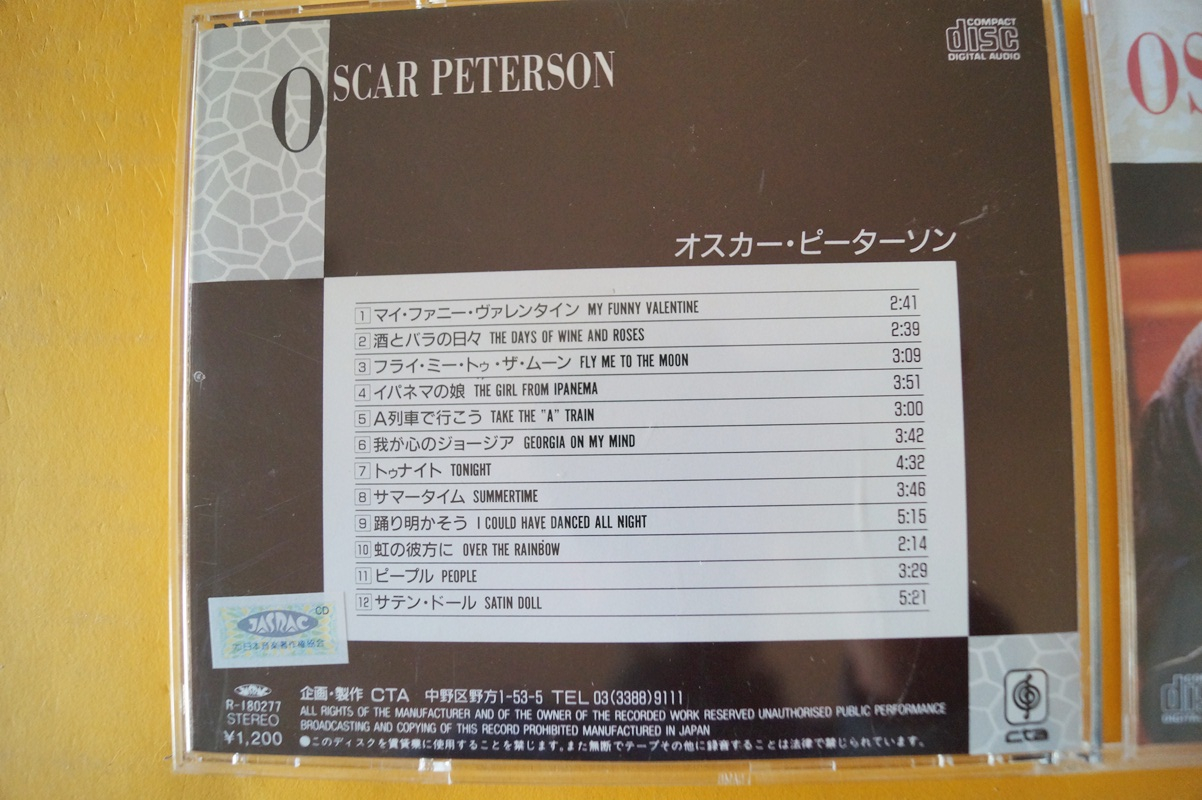 COMPACT
disc
DIGITAL AUDIO
OSCAR PETERSON
オスカー・ピーターソン
1 マイ・ファニー・ヴァレンタイン MY FUNNY VALENTINE 2:41
2 酒とバラの日々 THE DAYS OF WINE AND ROSES 2:39
3 フライ・ミー・トゥ・ザ・ムーン FLY ME TO THE MOON 3:09
4 イパネマの娘 THE GIRL FROM IPANEMA 3:51
5 A列車で行こう TAKE THE "A" TRAIN 3:00
6 我が心のジョージア GEORGIA ON MY MIND 3:42
7 トゥナイト TONIGHT 4:32
8 サマータイム SUMMERTIME 3:46
9 踊り明かそう I COULD HAVE DANCED ALL NIGHT 5:15
10 虹の彼方に OVER THE RAINBOW 2:14
11 ピープル PEOPLE 3:29
12 サテン・ドール SATIN DOLL 5:21
CD
JASRAC
日本音楽著作権協会
R-180277
STEREO
¥1,200
企画・製作 CTA 中野区野方1-53-5 TEL 03(3388)9111
ALL RIGHTS OF THE MANUFACTURER AND OF THE OWNER OF THE RECORDED WORK RESERVED UNAUTHORISED PUBLIC PERFORMANCE
BROADCASTING AND COPYING OF THIS RECORD PROHIBITED MANUFACTURED IN JAPAN
●このディスクを賃貸業に使用することを禁じます。また無断でテープその他に録音することは法律で禁じられています。
cta
OS